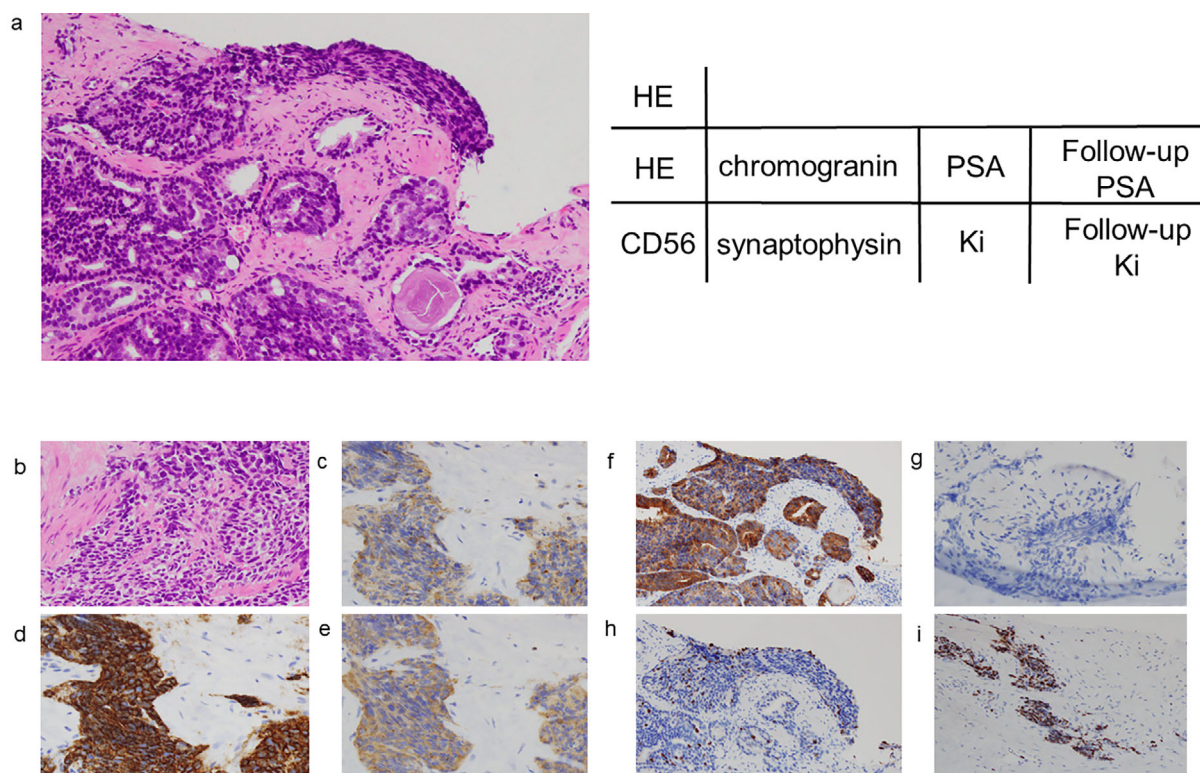 a
HE
HE chromogranin PSA Follow-up PSA
CD56 synaptophysin Ki Follow-up Ki
b
c
f
g
d
e
h
i